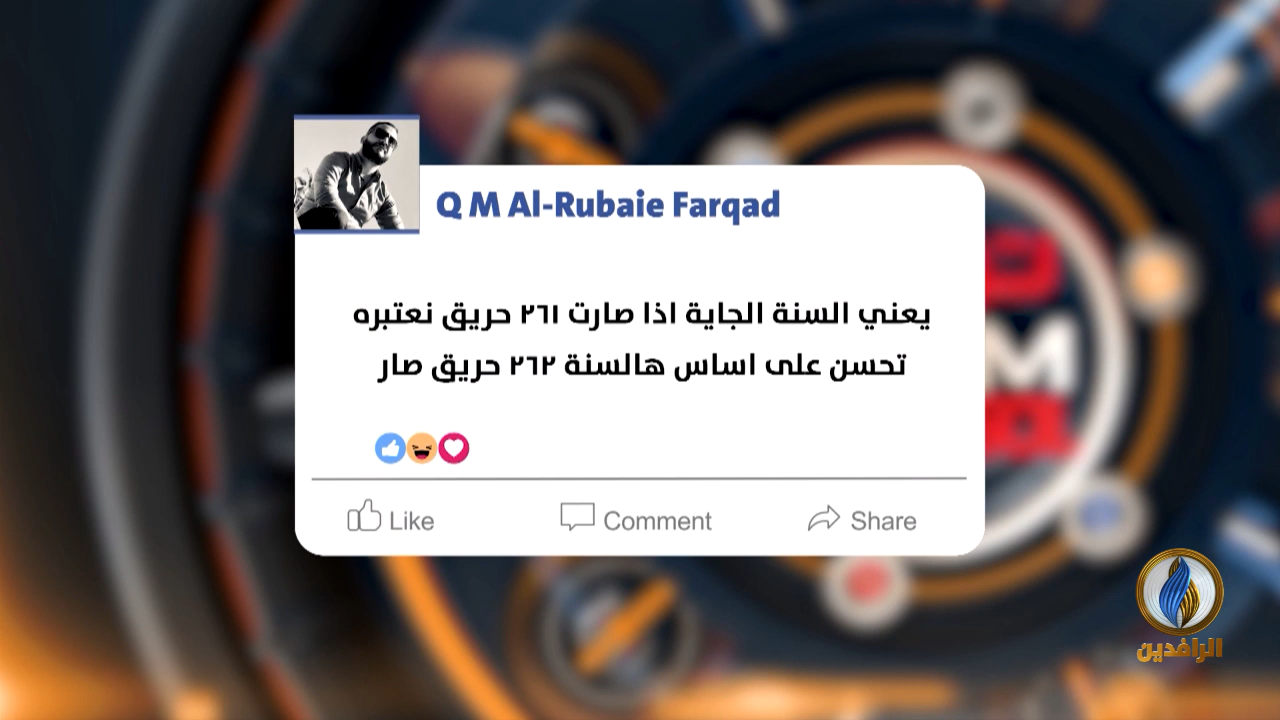 Q M Al-Rubaie Farqad
يعني السنة الجاية اذا صارت ٢٦١ حريق نعتبره
تحسن على اساس هالسنة ٢٦٢ حريق صار
Like
Comment
Share
الرافدين